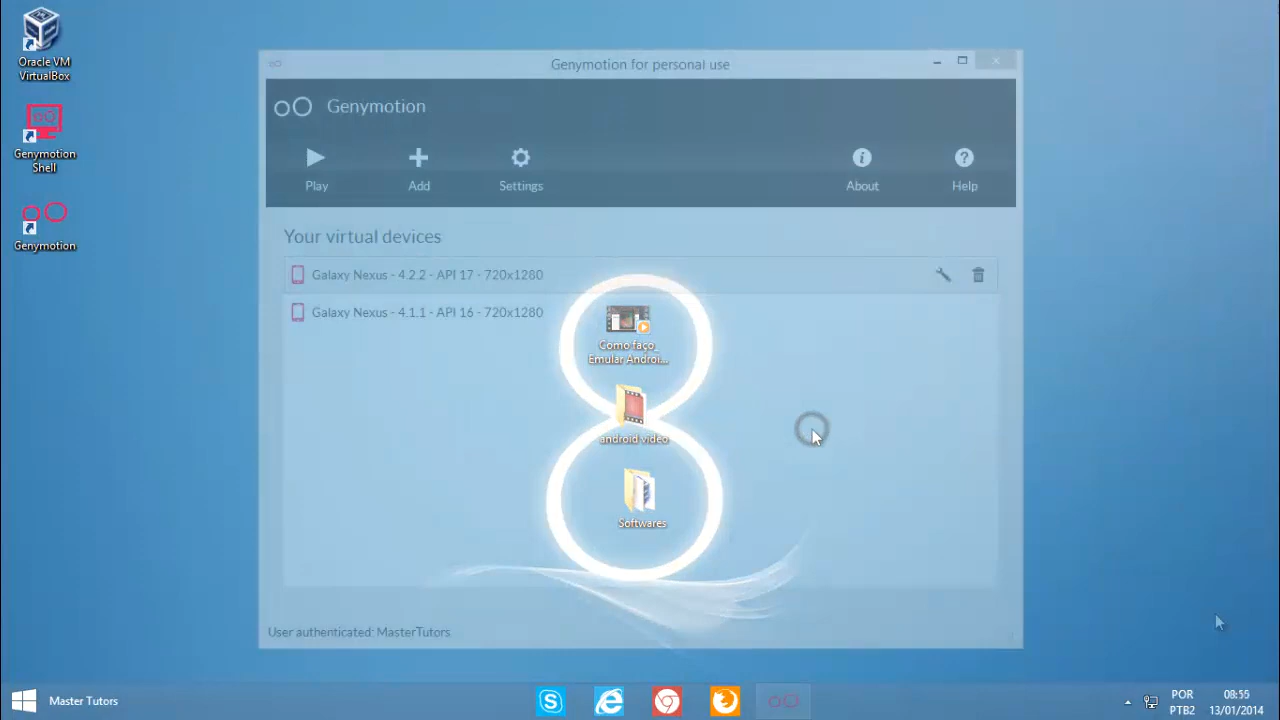 Oracle VM
VirtualBox
Genymotion
Shell
Genymotion
Genymotion for personal use
Genymotion
Play
Add
Settings
About
Help
Your virtual devices
Galaxy Nexus - 4.2.2 - API 17 - 720x1280
Galaxy Nexus - 4.1.1 - API 16 - 720x1280
Como faço_
Emular Androi...
android video
Softwares
User authenticated: MasterTutors
Master Tutors
POR
PTB2
08:55
13/01/2014